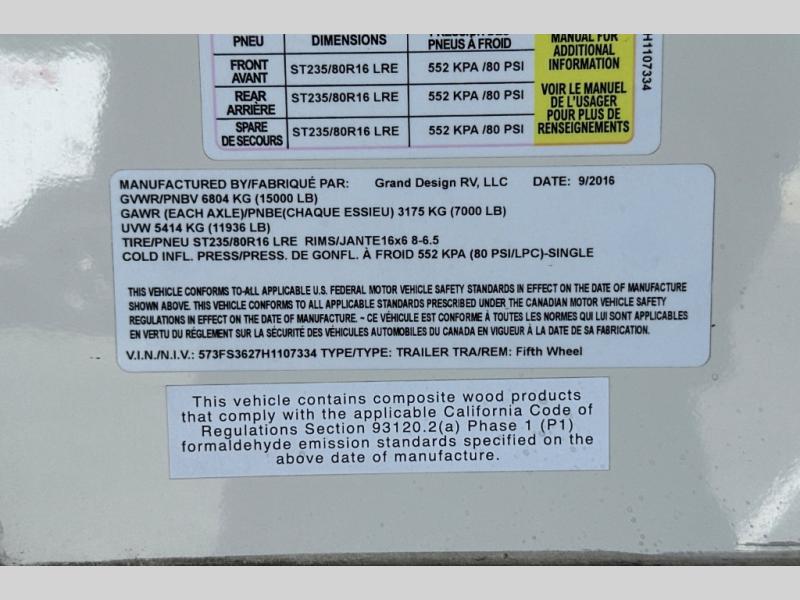 PNEU DIMENSIONS PNEUS À FROID
MANUAL FOR
ADDITIONAL
INFORMATION
FRONT
AVANT ST235/80R16 LRE 552 KPA /80 PSI
REAR
ARRIÈRE ST235/80R16 LRE 552 KPA /80 PSI
SPARE
DE SECOURS ST235/80R16 LRE 552 KPA /80 PSI
VOIR LE MANUEL
DE L'USAGER
POUR PLUS DE
RENSEIGNEMENTS
H1107334
MANUFACTURED BY/FABRIQUÉ PAR: Grand Design RV, LLC DATE: 9/2016
GVWR/PNBV 6804 KG (15000 LB)
GAWR (EACH AXLE)/PNBE(CHAQUE ESSIEU) 3175 KG (7000 LB)
UVW 5414 KG (11936 LB)
TIRE/PNEU ST235/80R16 LRE RIMS/JANTE16x6 8-6.5
COLD INFL. PRESS/PRESS. DE GONFL. À FROID 552 KPA (80 PSI/LPC)-SINGLE
THIS VEHICLE CONFORMS TO-ALL APPLICABLE U.S. FEDERAL MOTOR VEHICLE SAFETY STANDARDS IN EFFECT ON THE DATE OF MANUFACTURE
SHOWN ABOVE. THIS VEHICLE CONFORMS TO ALL APPLICABLE STANDARDS PRESCRIBED UNDER THE CANADIAN MOTOR VEHICLE SAFETY
REGULATIONS IN EFFECT ON THE DATE OF MANUFACTURE. - CE VÉHICULE EST CONFORME À TOUTES LES NORMES QUI LUI SONT APPLICABLES
EN VERTU DU RÉGLEMENT SUR LA SÉCURITÉ DES VÉHICULES AUTOMOBILES DU CANADA EN VIGUEUR À LA DATE DE SA FABRICATION.
V.I.N./N.I.V.: 573FS3627H1107334 TYPE/TYPE: TRAILER TRA/REM: Fifth Wheel
This vehicle contains composite wood products
that comply with the applicable California Code of
Regulations Section 93120.2(a) Phase 1 (P1)
formaldehyde emission standards specified on the
above date of manufacture.